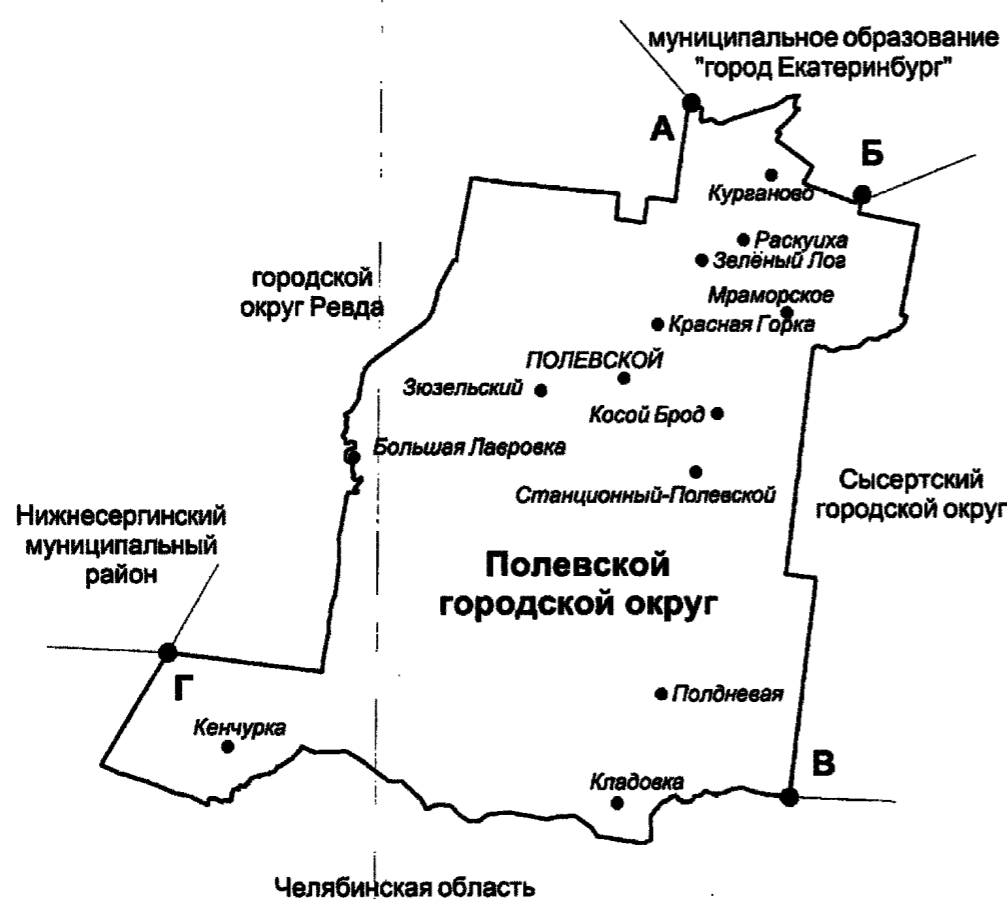 муниципальное образование
"город Екатеринбург"
А
Б
Курганово
Раскуиха
Зелёный Лог
городской
округ Ревда
Мраморское
Красная Горка
ПОЛЕВСКОЙ
Зюзельский
Косой Брод
Большая Лавровка
Станционный-Полевской
Сысертский
городской округ
Нижнесергинский
муниципальный
район
Полевской
городской округ
Г
Полдневая
Кенчурка
В
Кладовка
Челябинская область